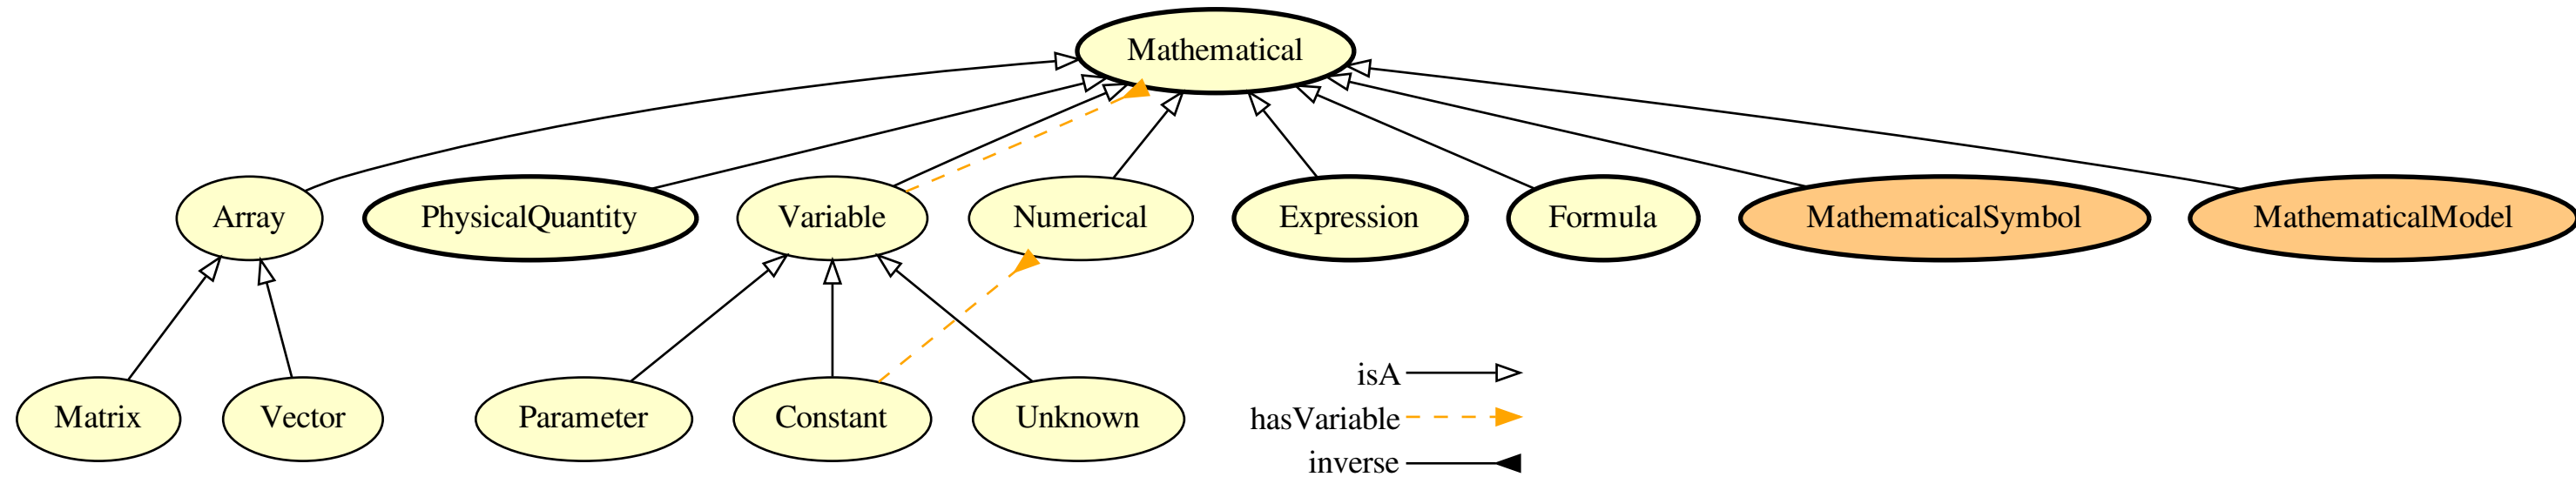 Mathematical
Array
PhysicalQuantity
Variable
Numerical
Expression
Formula
MathematicalSymbol
MathematicalModel
Matrix
Vector
Parameter
Constant
Unknown
isA
hasVariable
inverse